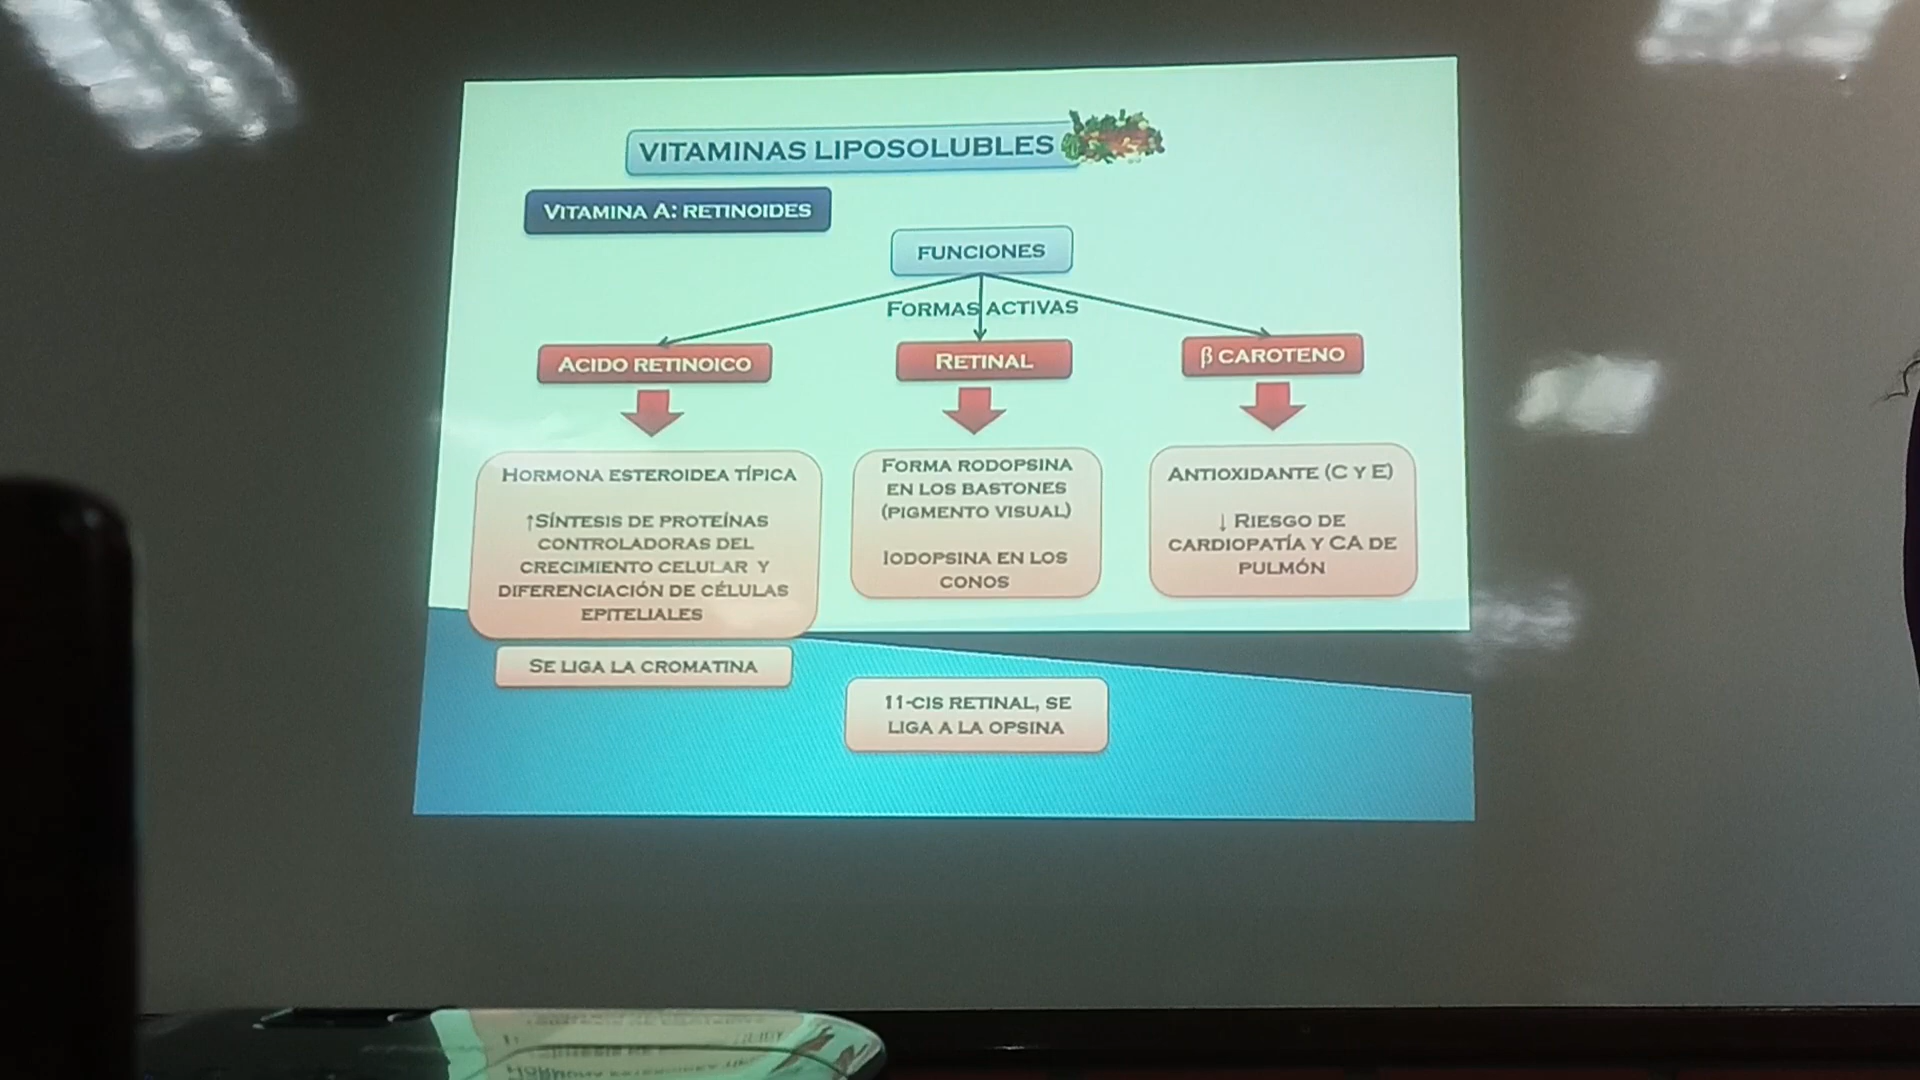 VITAMINAS LIPOSOLUBLES
VITAMINA A: RETINOIDES
FUNCIONES
FORMAS ACTIVAS
ACIDO RETINOICO
HORMONA ESTEROIDEA TÍPICA
↑SÍNTESIS DE PROTEÍNAS
CONTROLADORAS DEL
CRECIMIENTO CELULAR Y
DIFERENCIACIÓN DE CÉLULAS
EPITELIALES
SE LIGA LA CROMATINA
RETINAL
FORMA RODOPSINA
EN LOS BASTONES
(PIGMENTO VISUAL)
IODOPSINA EN LOS
CONOS
11-CIS RETINAL, SE
LIGA A LA OPSINA
β CAROTENO
ANTIOXIDANTE (C Y E)
↓ RIESGO DE
CARDIOPATÍA Y CA DE
PULMÓN